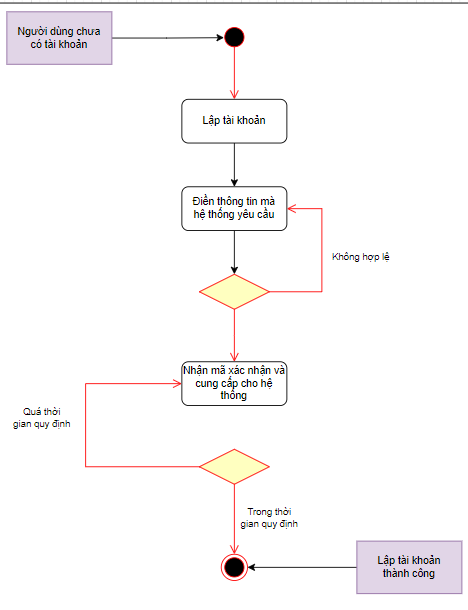 Người dùng chưa
có tài khoản
Lập tài khoản
Điền thông tin mà
hệ thống yêu cầu
Không hợp lệ
Nhận mã xác nhận và
cung cấp cho hệ
thống
Quá thời
gian quy định
Trong thời
gian quy định
Lập tài khoản
thành công